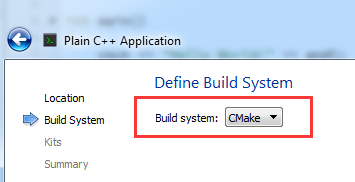 Plain C++ Application
Define Build System
Location
Build System
Kits
Summary
Build system: CMake